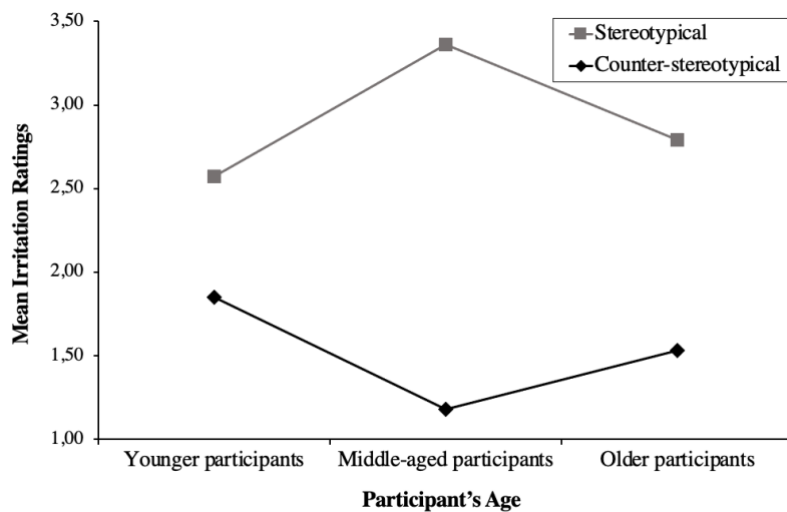 3,50
3,00
2,50
2,00
1,50
1,00
Mean Irritation Ratings
Stereotypical
Counter-stereotypical
Younger participants
Middle-aged participants
Older participants
Participant's Age